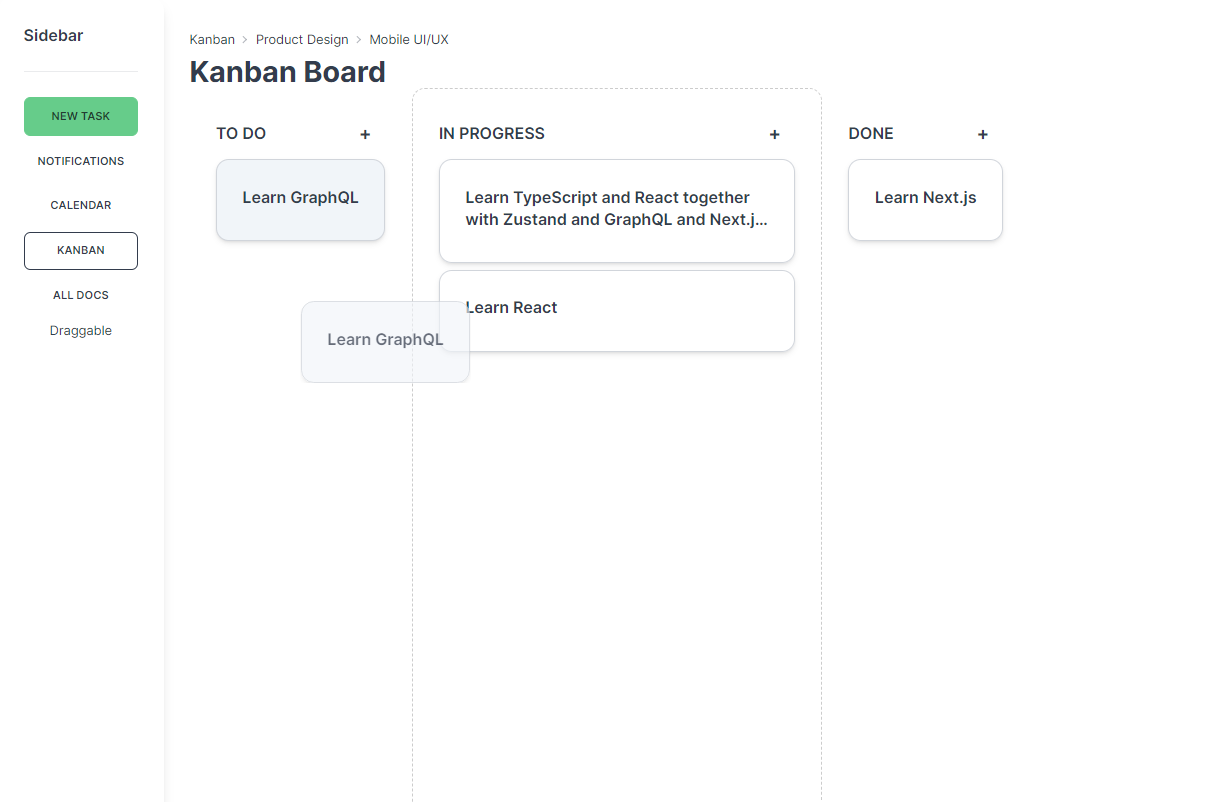 Sidebar
NEW TASK
NOTIFICATIONS
CALENDAR
KANBAN
ALL DOCS
Draggable
Kanban > Product Design > Mobile UI/UX
Kanban Board
TO DO +
Learn GraphQL
IN PROGRESS +
Learn TypeScript and React together
with Zustand and GraphQL and Next.j...
Learn React
Learn GraphQL
DONE +
Learn Next.js